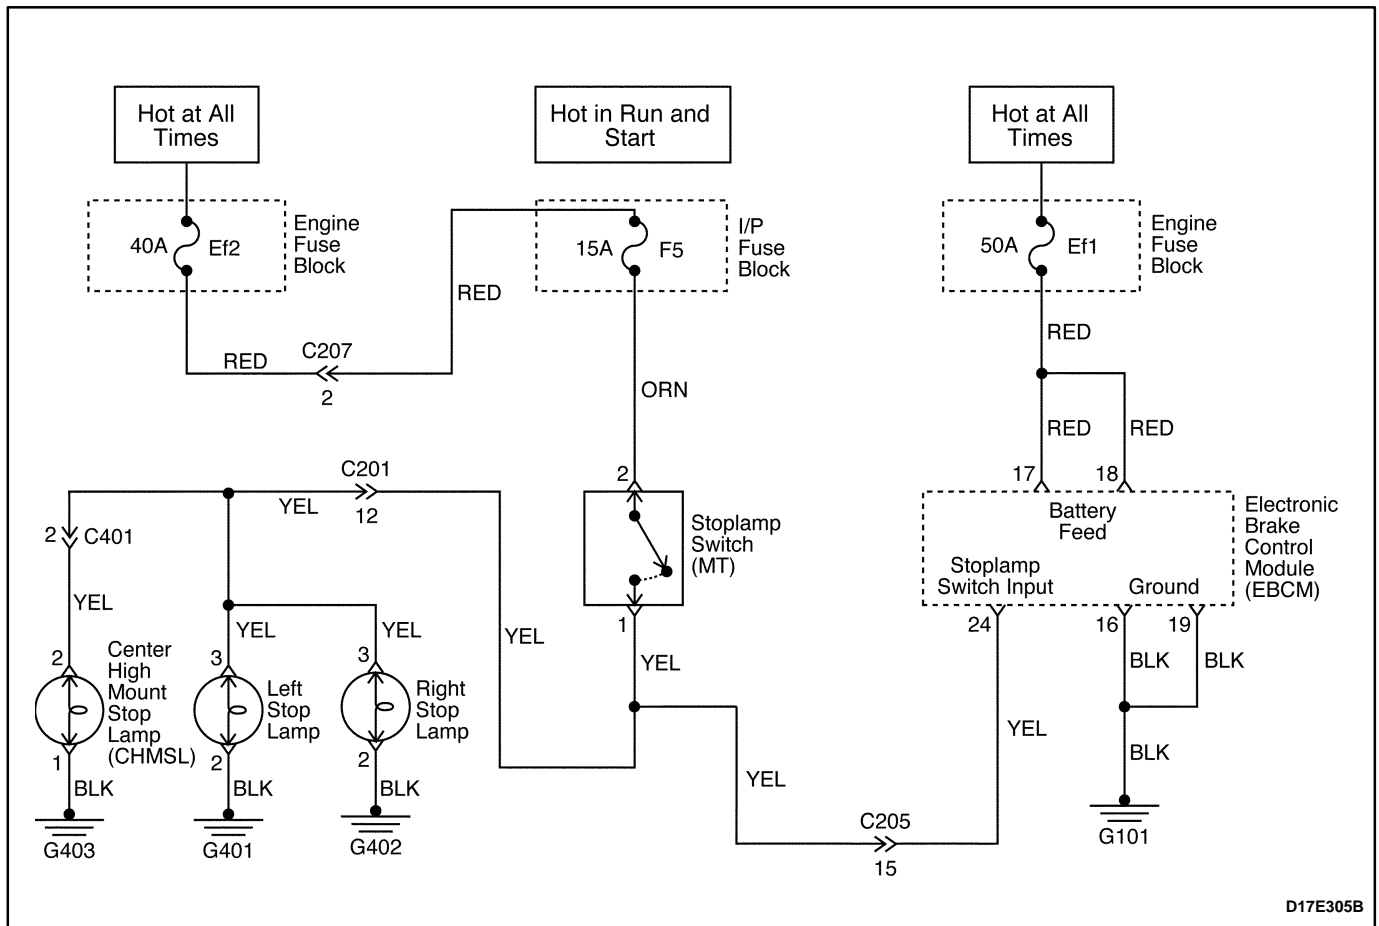 Hot at All
Times
Hot in Run and
Start
Hot at All
Times
40A
Ef2
Engine
Fuse
Block
15A
F5
I/P
Fuse
Block
50A
Ef1
Engine
Fuse
Block
RED
RED
C207
2
ORN
RED
RED
RED
C201
YEL
12
2
C401
YEL
2
Stoplamp
Switch
(MT)
1
17
18
Battery
Feed
Stoplamp
Switch Input
Ground
Electronic
Brake
Control
Module
(EBCM)
24
16
19
YEL
YEL
YEL
YEL
BLK
BLK
2
Center
High
Mount
Stop
Lamp
(CHMSL)
1
3
Left
Stop
Lamp
2
3
Right
Stop
Lamp
2
YEL
YEL
BLK
BLK
BLK
BLK
G403
G401
G402
C205
15
G101
D17E305B